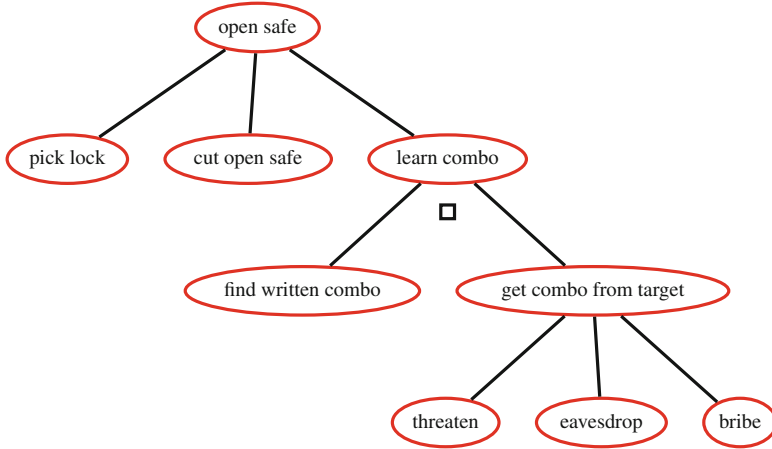 open safe
pick lock
cut open safe
learn combo
find written combo
get combo from target
threaten
eavesdrop
bribe